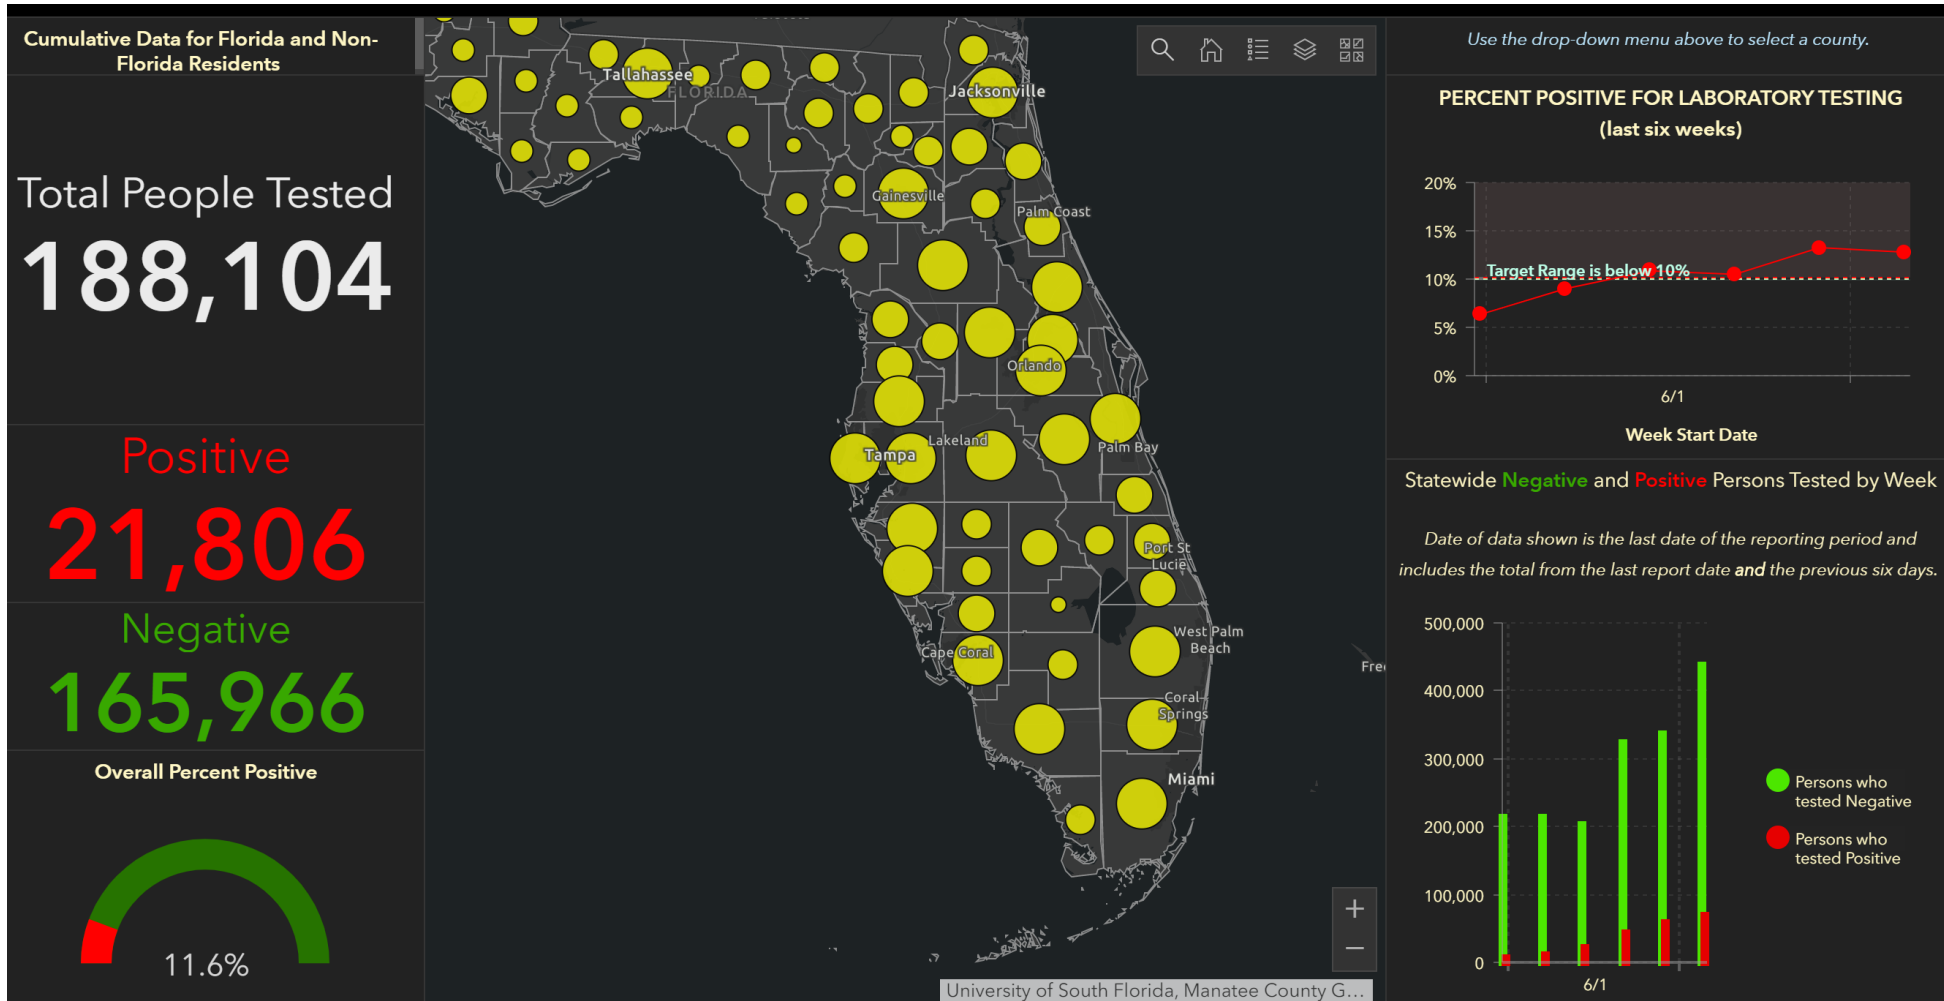 Cumulative Data for Florida and Non-
Florida Residents
Total People Tested
188,104
Positive
21,806
Negative
165,966
Overall Percent Positive
11.6%
Tallahassee
FLORIDA
Jacksonville
Gainesville
Palm Coast
Orlando
Lakeland
Tampa
Palm Bay
Port St
Lucie
West Palm
Beach
Cape Coral
Coral
Springs
Miami
Free
+
−
University of South Florida, Manatee County G...
Use the drop-down menu above to select a county.
PERCENT POSITIVE FOR LABORATORY TESTING
(last six weeks)
20%
15%
Target Range is below 10%
10%
5%
0%
6/1
Week Start Date
Statewide Negative and Positive Persons Tested by Week
Date of data shown is the last date of the reporting period and
includes the total from the last report date and the previous six days.
500,000
400,000
300,000
200,000
100,000
0
6/1
Persons who
tested Negative
Persons who
tested Positive